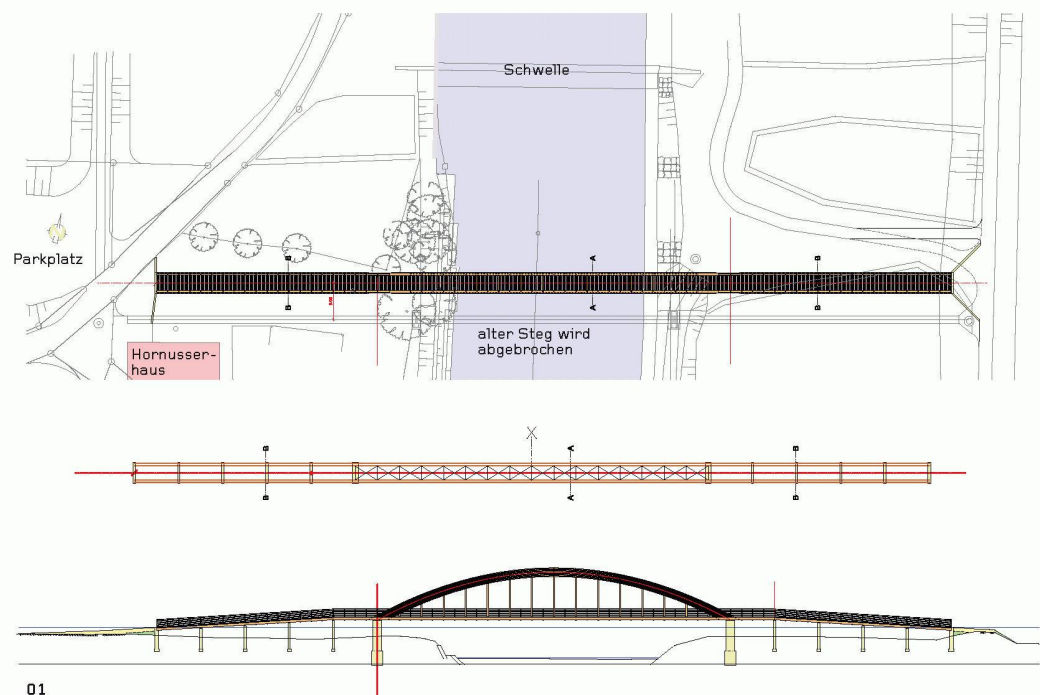 Schwelle
Parkplatz
B
A
B
B
A
B
alter Steg wird
abgebrochen
Hornusser-
haus
X
B
A
B
B
A
B
01